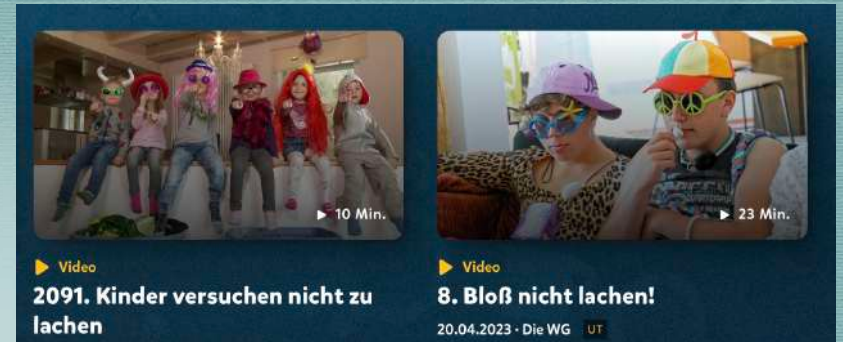 10 Min.
Video
2091. Kinder versuchen nicht zu
lachen
23 Min.
Video
8. Bloß nicht lachen!
20.04.2023 · Die WG UT